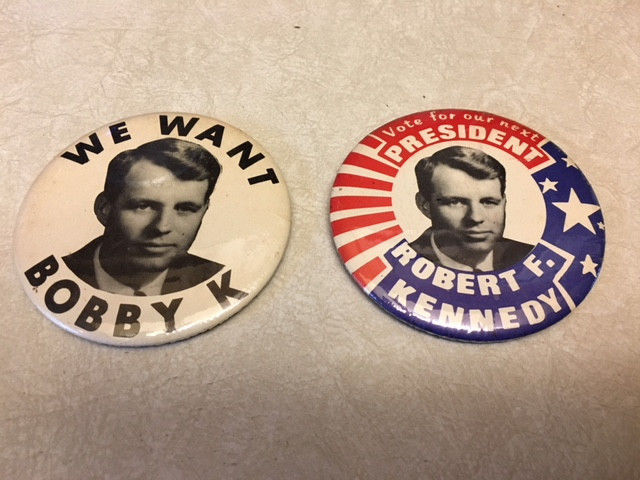 WE WANT
BOBBY K
Vote for our next
PRESIDENT
ROBERT F.
KENNEDY